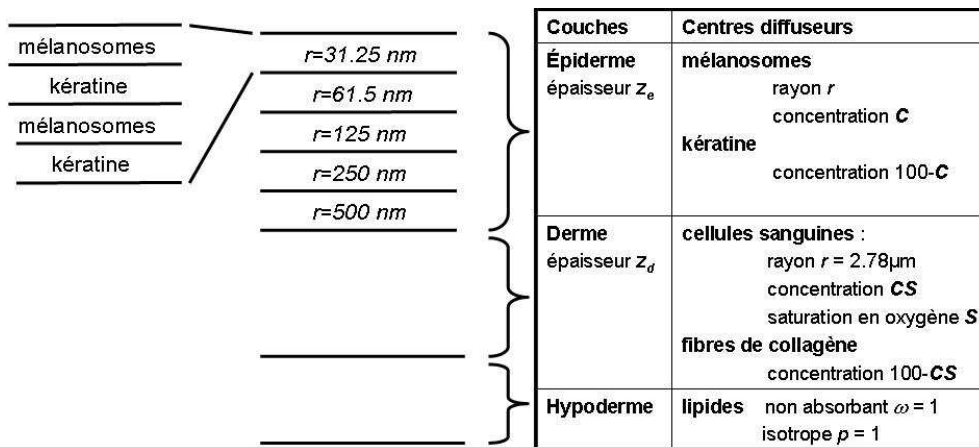 mélanosomes
kératine
mélanosomes
kératine
r=31.25 nm
r=61.5 nm
r=125 nm
r=250 nm
r=500 nm
Couches
Centres diffuseurs
Épiderme
épaisseur ze
mélanosomes
rayon r
concentration C
kératine
concentration 100-C
Derme
épaisseur zd
cellules sanguines :
rayon r = 2.78µm
concentration CS
saturation en oxygène S
fibres de collagène
concentration 100-CS
Hypoderme
lipides non absorbant ω = 1
isotrope p = 1